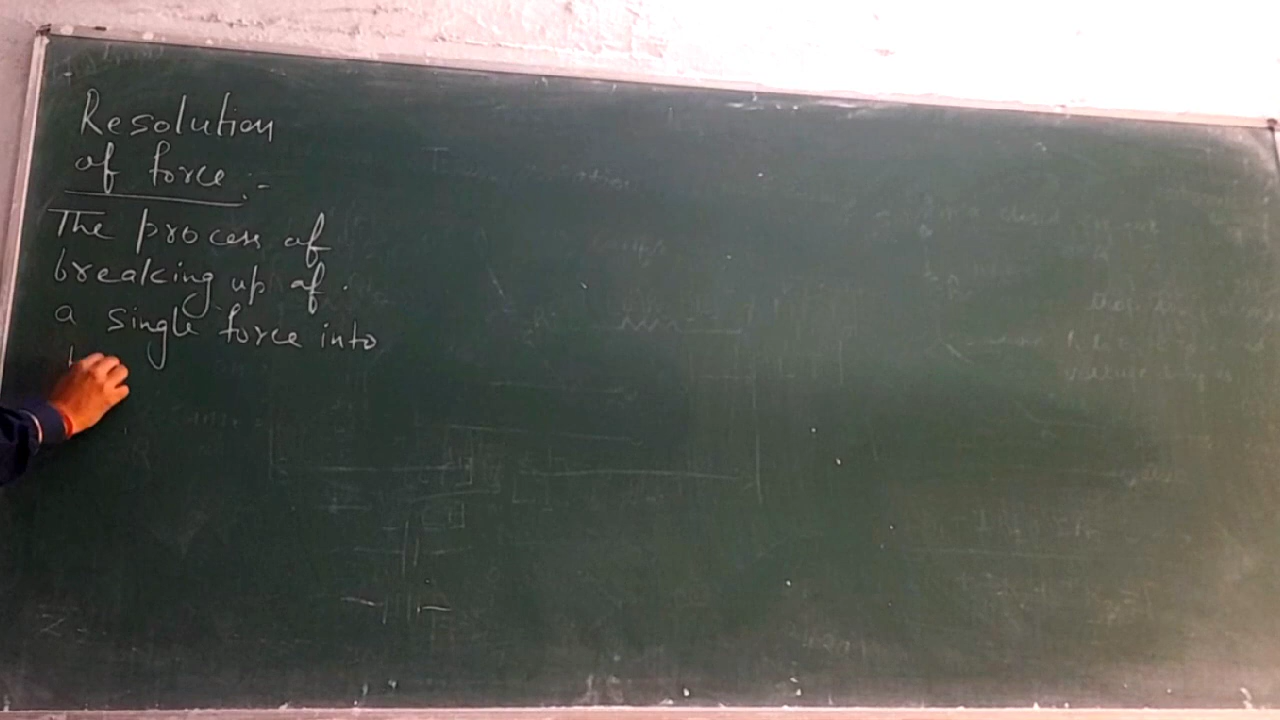 Resolution
of force :-
The process of
breaking up of
a single force into